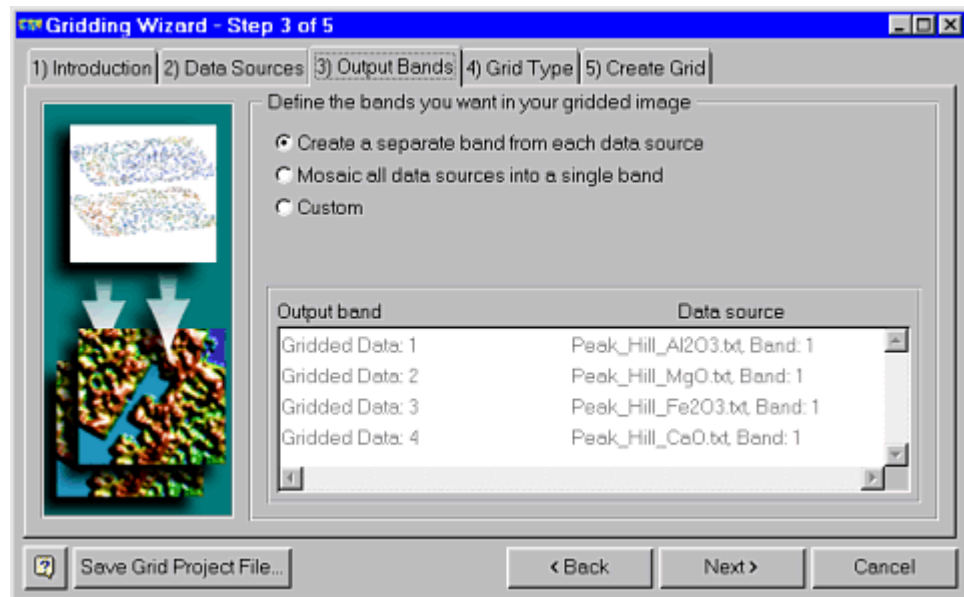 Gridding Wizard - Step 3 of 5
1) Introduction 2) Data Sources 3) Output Bands 4) Grid Type 5) Create Grid
Define the bands you want in your gridded image
Create a separate band from each data source
Mosaic all data sources into a single band
Custom
Output band Data source
Gridded Data: 1 Peak_Hill_Al2O3.txt, Band: 1
Gridded Data: 2 Peak_Hill_MgO.txt, Band: 1
Gridded Data: 3 Peak_Hill_Fe2O3.txt, Band: 1
Gridded Data: 4 Peak_Hill_CaO.txt, Band: 1
Save Grid Project File... < Back Next > Cancel